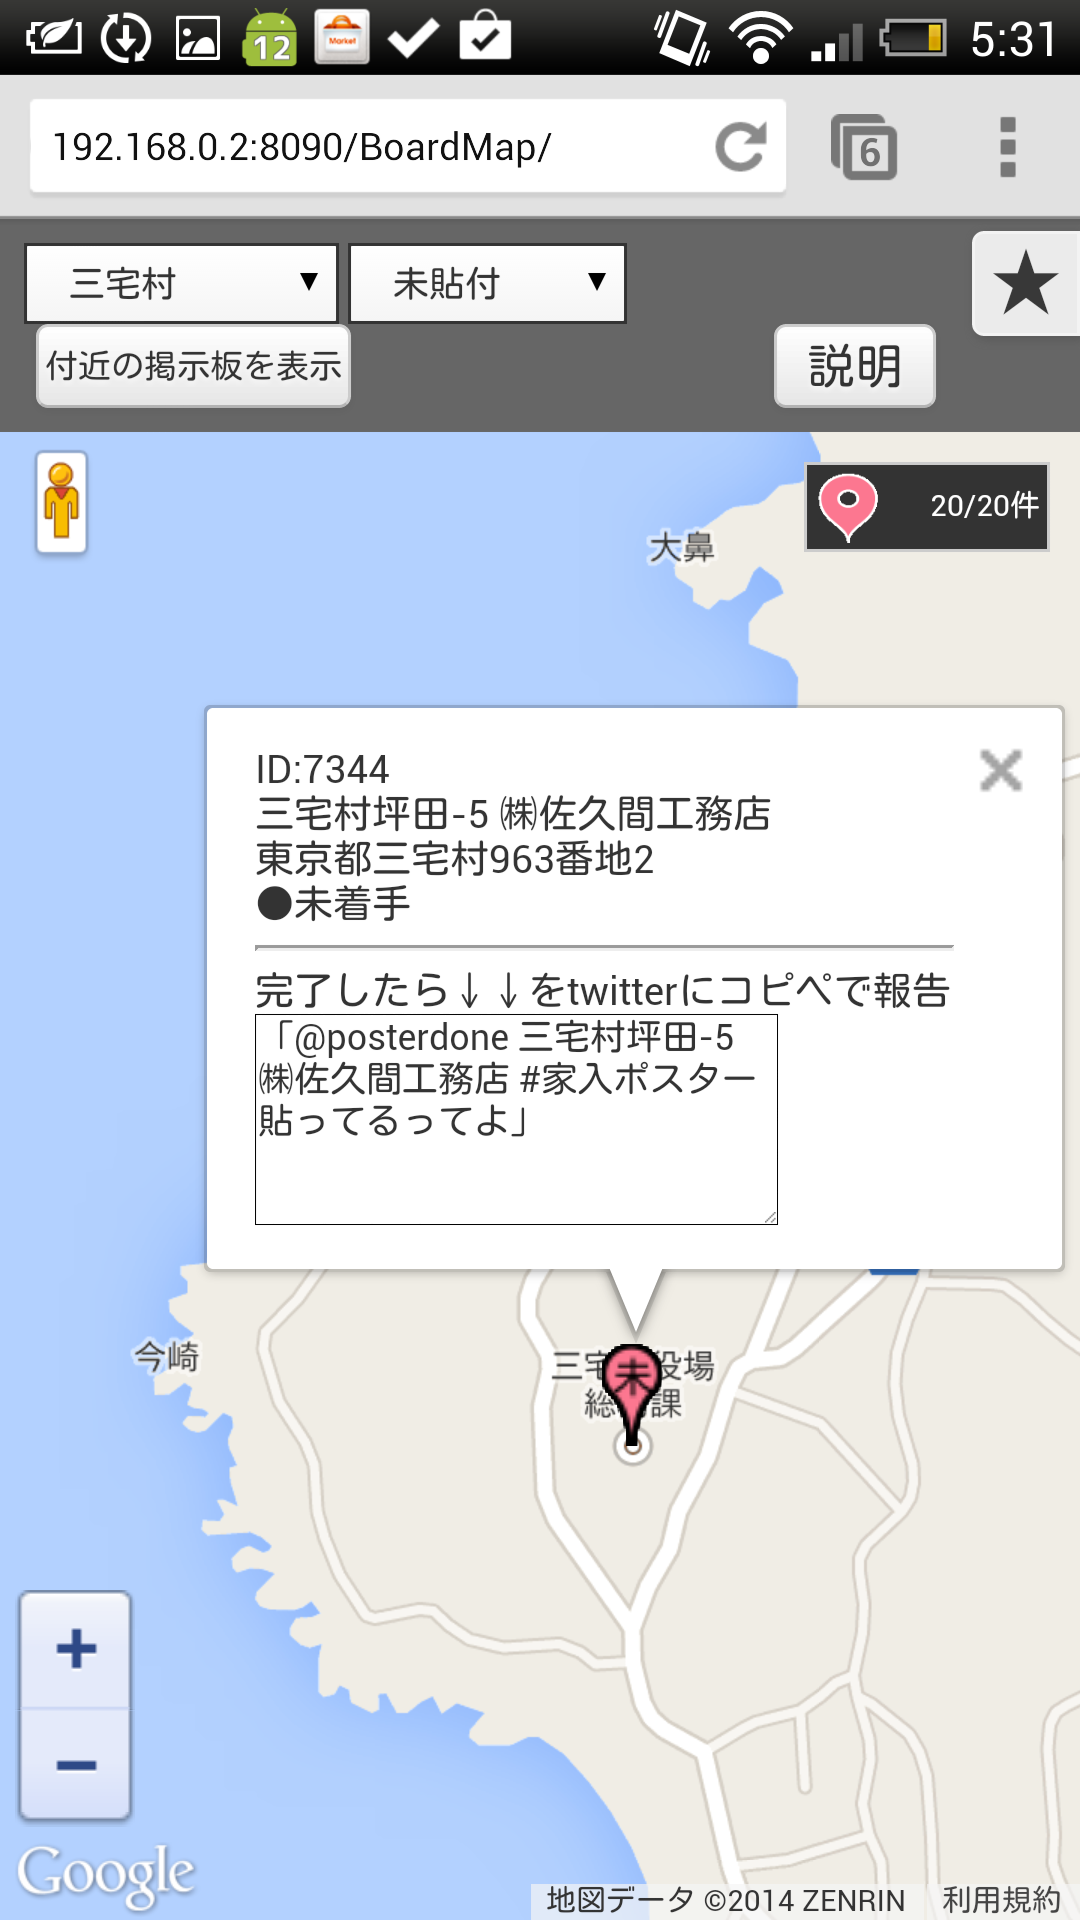 12
Market
5:31
192.168.0.2:8090/BoardMap/
6
三宅村 ▼
未貼付 ▼
★
付近の掲示板を表示
説明
20/20件
大鼻
ID:7344
三宅村坪田-5 ㈱佐久間工務店
東京都三宅村963番地2
●未着手
完了したら↓↓をtwitterにコピペで報告
「@posterdone 三宅村坪田-5
㈱佐久間工務店 #家入ポスター
貼ってるってよ」
今崎
三宅 役場
未
総 課
+
−
Google
地図データ ©2014 ZENRIN
利用規約